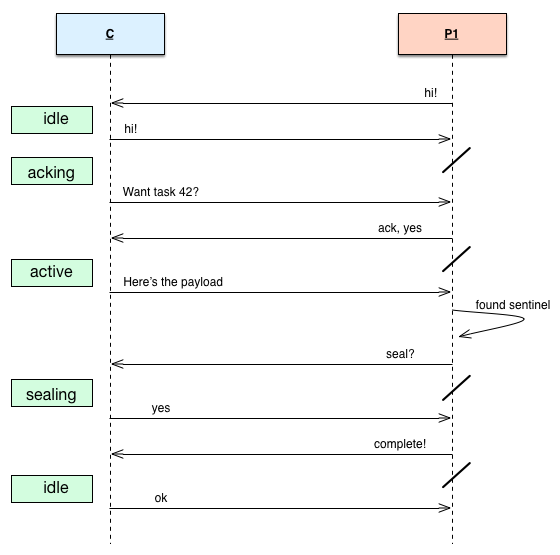 C
P1
hi!
idle
hi!
acking
Want task 42?
ack, yes
active
Here's the payload
found sentinel
seal?
sealing
yes
complete!
idle
ok